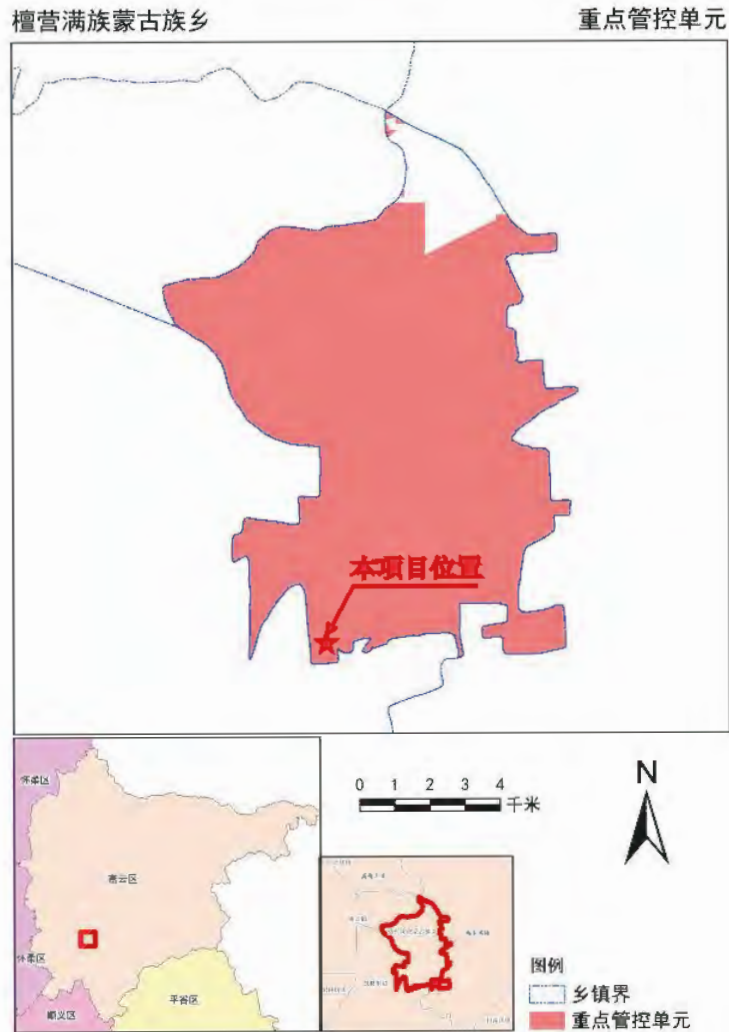 檀营满族蒙古族乡
重点管控单元
本项目位置
怀柔区
密云区
怀柔区
顺义区
平谷区
0 1 2 3 4
千米
N
图例
乡镇界
重点管控单元